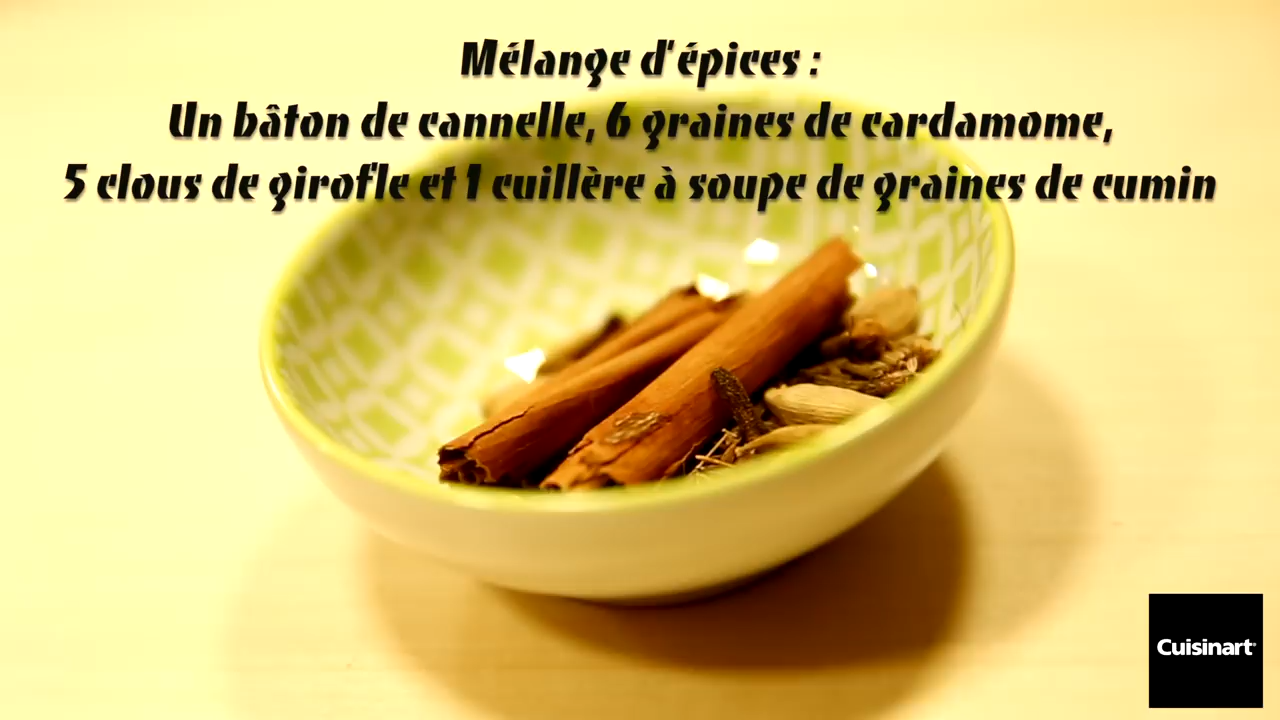 Mélange d'épices :
Un bâton de cannelle, 6 graines de cardamome,
5 clous de girofle et 1 cuillère à soupe de graines de cumin
Cuisinart